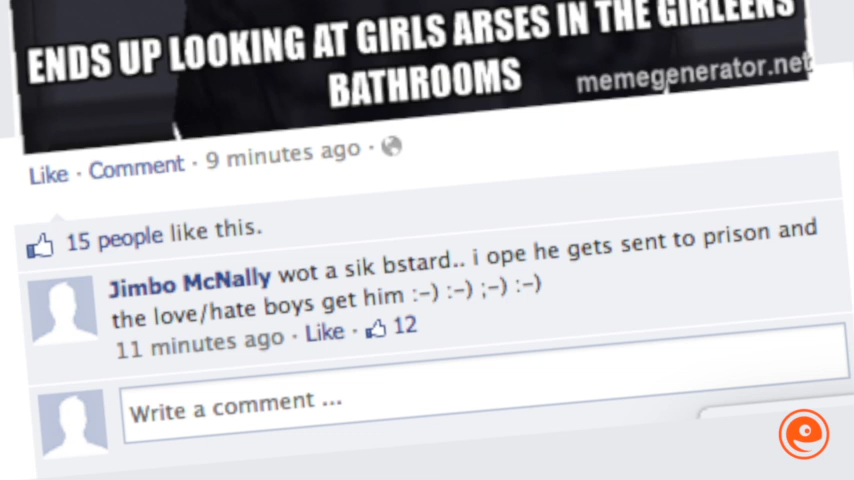 ENDS UP LOOKING AT GIRLS ARSES IN THE GIRLEENS
BATHROOMS
memegenerator.net
Like · Comment · 9 minutes ago ·
15 people like this.
Jimbo McNally wot a sik bstard.. i ope he gets sent to prison and
the love/hate boys get him :-) :-) ;-) :-)
11 minutes ago · Like · 12
Write a comment ...